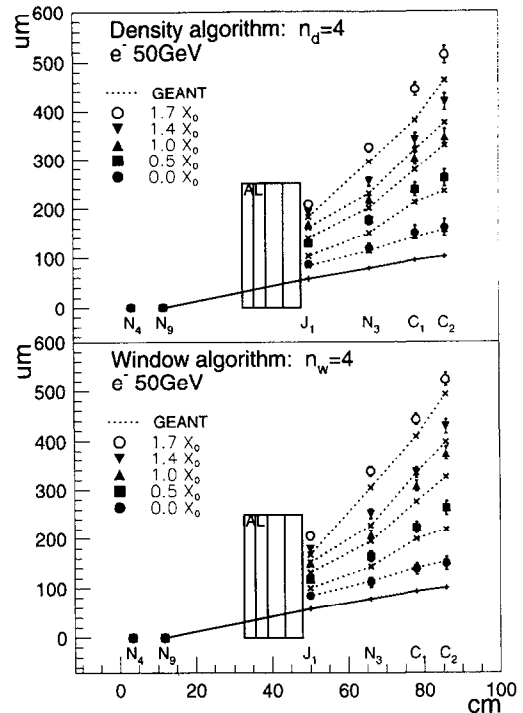 um
600
Density algorithm: n_d=4
e⁻ 50GeV
500
GEANT
400
1.7 X₀
1.4 X₀
1.0 X₀
300
0.5 X₀
0.0 X₀
AL
200
100
0
N₄ N₉ J₁ N₃ C₁ C₂
um
Window algorithm: n_w=4
e⁻ 50GeV
500
GEANT
400
1.7 X₀
1.4 X₀
1.0 X₀
300
0.5 X₀
0.0 X₀
AL
200
100
0
N₄ N₉ J₁ N₃ C₁ C₂
0 20 40 60 80 100
cm